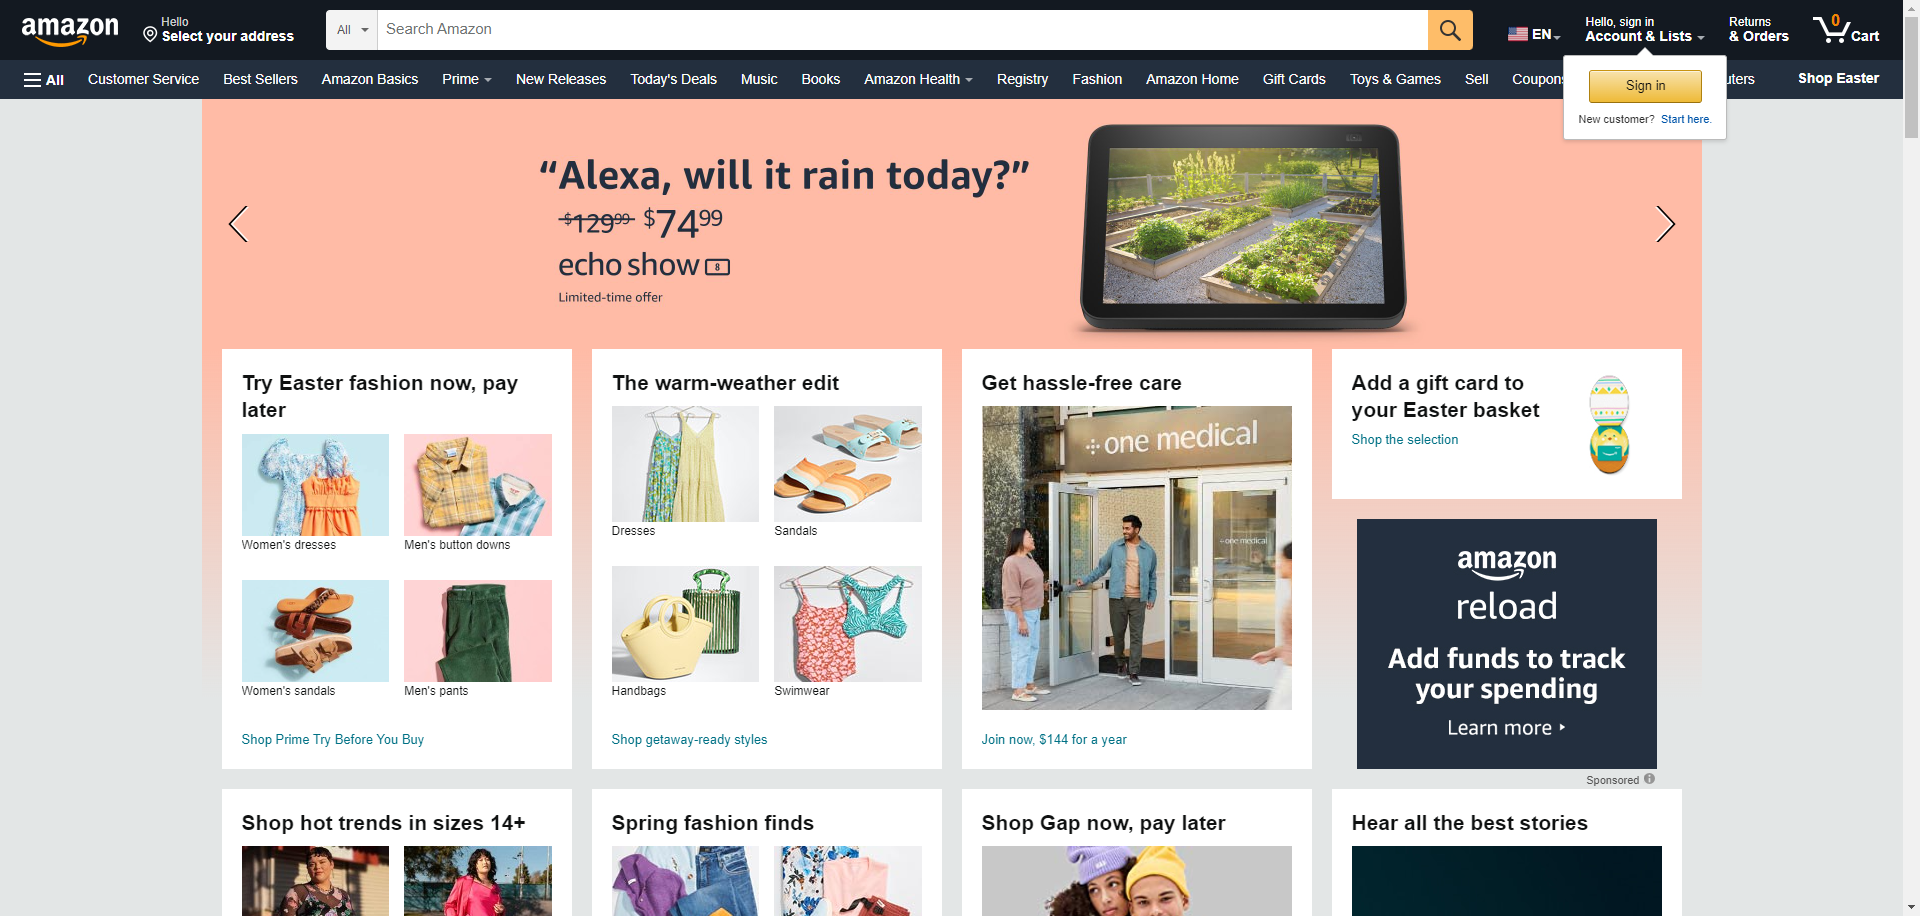 amazon
Hello
Select your address
All
Search Amazon
EN
Hello, sign in
Account & Lists
Returns
& Orders
0
Cart
All
Customer Service
Best Sellers
Amazon Basics
Prime
New Releases
Today's Deals
Music
Books
Amazon Health
Registry
Fashion
Amazon Home
Gift Cards
Toys & Games
Sell
Shop Easter
Sign in
New customer? Start here.
“Alexa, will it rain today?”
$129.99 $74.99
echo show 8
Limited-time offer
Try Easter fashion now, pay
later
Women's dresses
Men's button downs
Women's sandals
Men's pants
Shop Prime Try Before You Buy
The warm-weather edit
Dresses
Sandals
Handbags
Swimwear
Shop getaway-ready styles
Get hassle-free care
one medical
one medical
Join now, $144 for a year
Add a gift card to
your Easter basket
Shop the selection
amazon
reload
Add funds to track
your spending
Learn more
Sponsored
Shop hot trends in sizes 14+
Spring fashion finds
Shop Gap now, pay later
Hear all the best stories